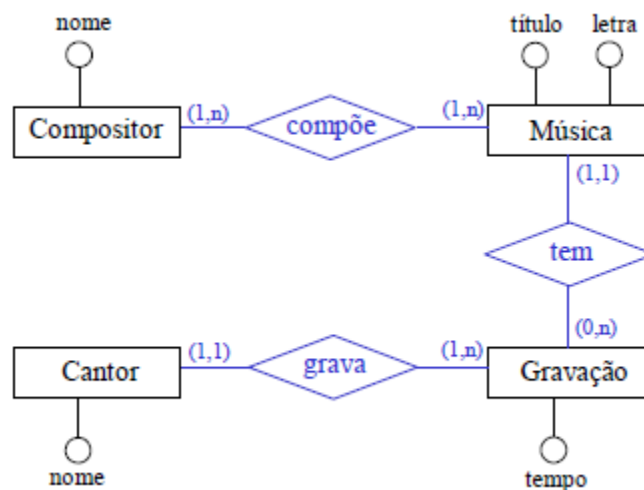 nome
título letra
Compositor (1,n) compõe (1,n) Música
(1,1)
tem
(0,n)
Cantor (1,1) grava (1,n) Gravação
nome
tempo